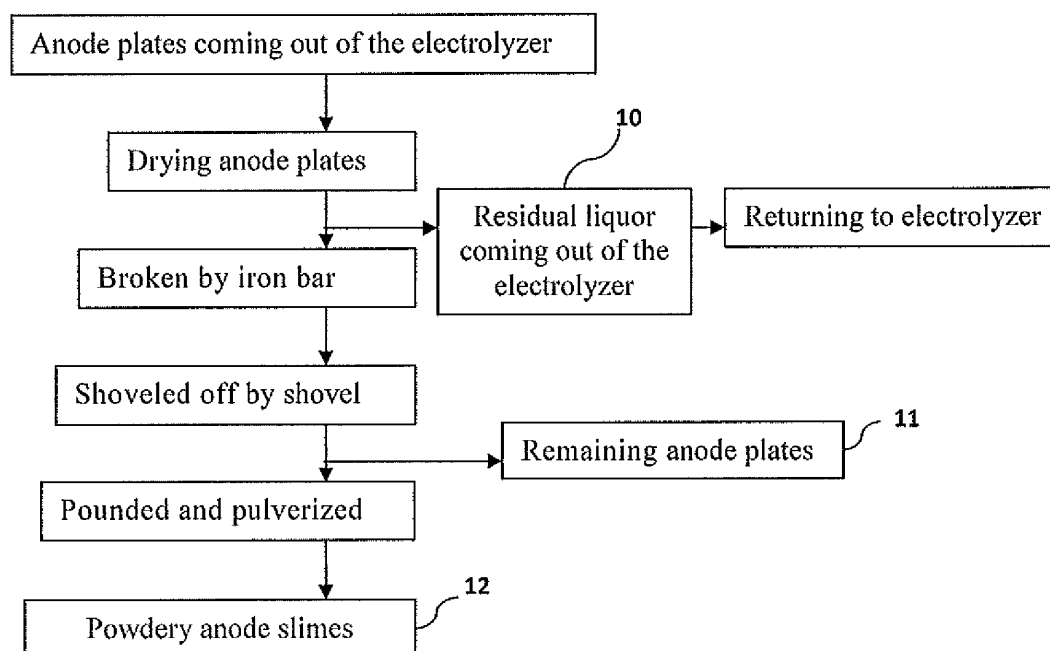 Anode plates coming out of the electrolyzer
10
Drying anode plates
Residual liquor
coming out of the
electrolyzer
Returning to electrolyzer
Broken by iron bar
Shoveled off by shovel
11
Remaining anode plates
Pounded and pulverized
12
Powdery anode slimes